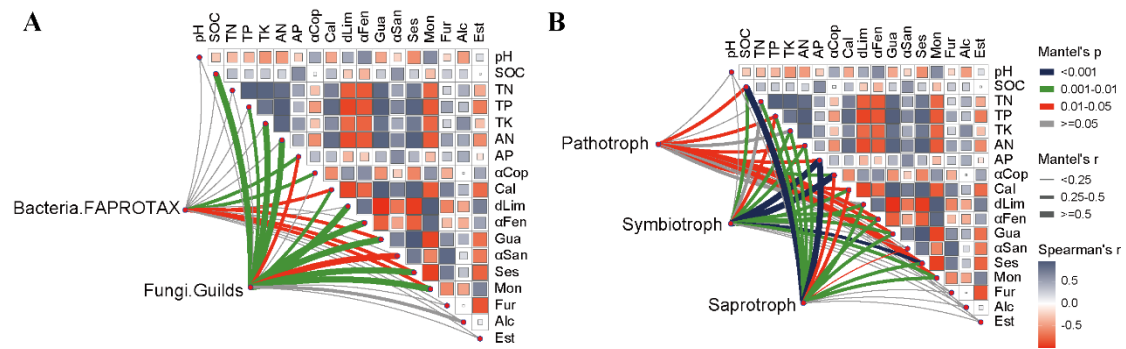 A
pH SOC TN TP TK AN AP αCop Cal dLim αFen Gua αSan Ses Mon Fur Alc Est
pH
SOC
TN
TP
TK
AN
AP
αCop
Cal
dLim
αFen
Gua
αSan
Ses
Mon
Fur
Alc
Est
Bacteria.FAPROTAX
Fungi.Guilds
B
pH SOC TN TP TK AN AP αCop Cal dLim αFen Gua αSan Ses Mon Fur Alc Est
pH
SOC
TN
TP
TK
AN
AP
αCop
Cal
dLim
αFen
Gua
αSan
Ses
Mon
Fur
Alc
Est
Pathotroph
Symbiotroph
Saprotroph
Mantel's p
<0.001
0.001-0.01
0.01-0.05
>=0.05
Mantel's r
<0.25
0.25-0.5
>=0.5
Spearman's r
0.5
0.0
-0.5